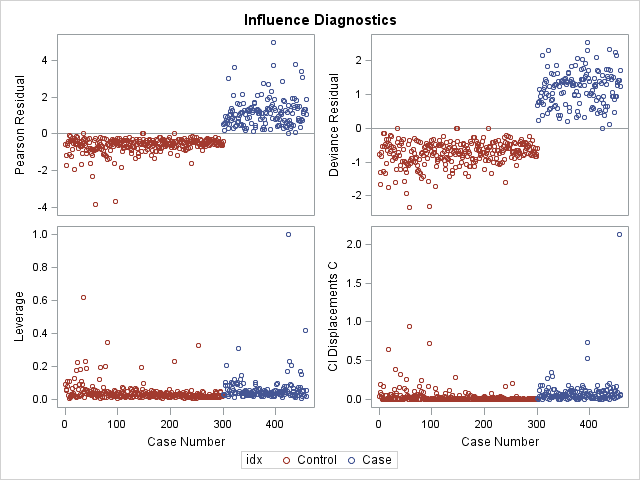 Influence Diagnostics
Pearson Residual
4
2
0
-2
-4
Deviance Residual
2
1
0
-1
-2
Leverage
1.0
0.8
0.6
0.4
0.2
0.0
0 100 200 300 400
Case Number
CI Displacements C
2.0
1.5
1.0
0.5
0.0
0 100 200 300 400
Case Number
idx Control Case